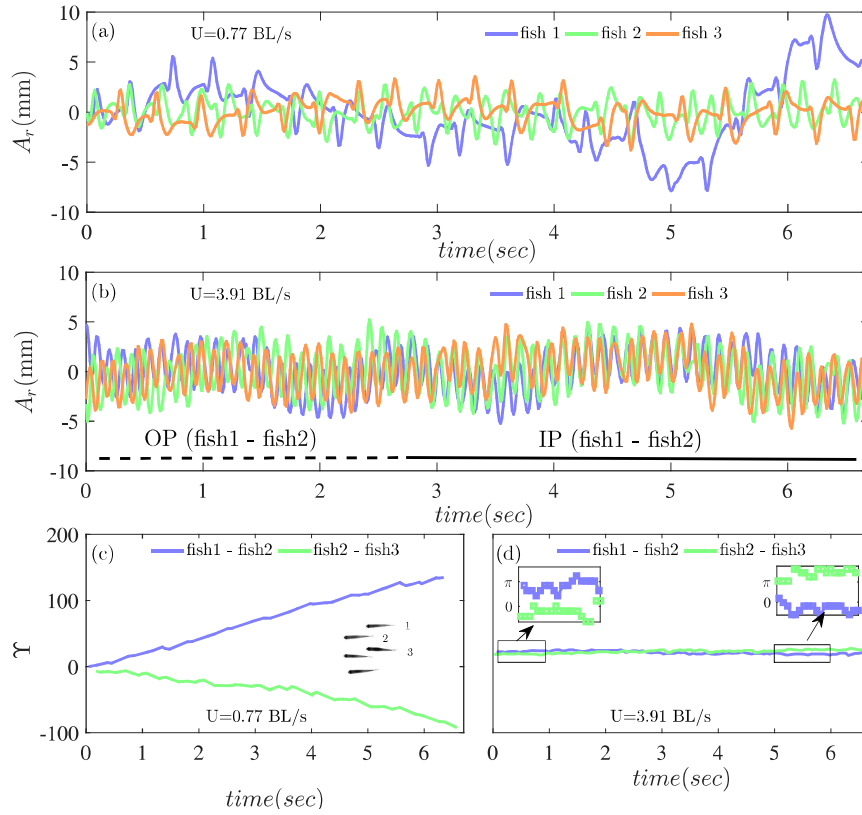 (a)
U=0.77 BL/s
fish 1 fish 2 fish 3
10
5
0
-5
-10
A_r(mm)
0 1 2 3 4 5 6
time(sec)
(b)
U=3.91 BL/s
fish 1 fish 2 fish 3
10
5
0
-5
-10
A_r(mm)
OP (fish1 - fish2)
IP (fish1 - fish2)
0 1 2 3 4 5 6
time(sec)
(c)
fish1 - fish2 fish2 - fish3
200
100
0
-100
ϒ
1
2
3
U=0.77 BL/s
0 1 2 3 4 5 6
time(sec)
(d)
fish1 - fish2 fish2 - fish3
π
0
π
0
U=3.91 BL/s
0 1 2 3 4 5 6
time(sec)